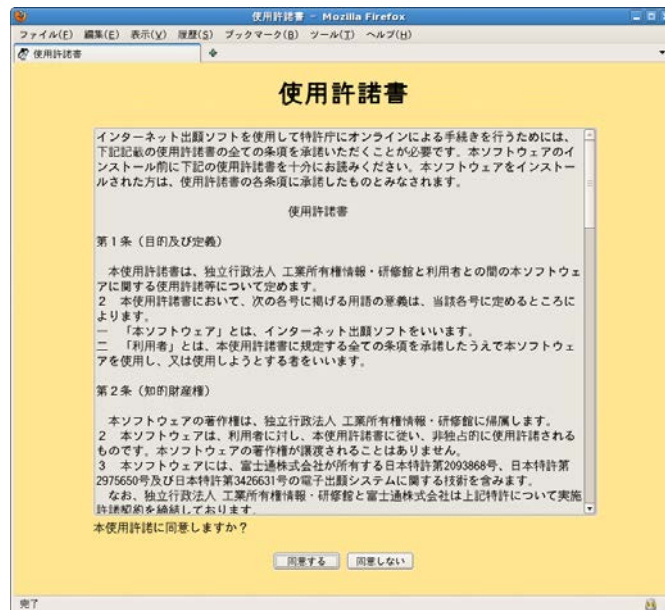 使用許諾書 - Mozilla Firefox
ファイル(F) 編集(E) 表示(V) 履歴(S) ブックマーク(B) ツール(T) ヘルプ(H)
使用許諾書
使用許諾書
インターネット出願ソフトを使用して特許庁にオンラインによる手続きを行うためには、
下記記載の使用許諾書の全ての条項を承諾いただくことが必要です。本ソフトウェアのイ
ンストール前に下記の使用許諾書を十分にお読みください。本ソフトウェアをインストー
ルされた方は、使用許諾書の各条項に承諾したものとみなされます。
使用許諾書
第１条（目的及び定義）
本使用許諾書は、独立行政法人 工業所有権情報・研修館と利用者との間の本ソフトウェ
アに関する使用許諾等について定めます。
２　本使用許諾書において、次の各号に掲げる用語の意義は、当該各号に定めるところに
よります。
一　「本ソフトウェア」とは、インターネット出願ソフトをいいます。
二　「利用者」とは、本使用許諾書に規定する全ての条項を承諾したうえで本ソフトウェ
アを使用し、又は使用しようとする者をいいます。
第２条（知的財産権）
本ソフトウェアの著作権は、独立行政法人 工業所有権情報・研修館に帰属します。
２　本ソフトウェアは、利用者に対し、本使用許諾書に従い、非独占的に使用許諾される
ものです。本ソフトウェアの著作権が譲渡されることはありません。
３　本ソフトウェアには、富士通株式会社が所有する日本特許第2093868号、日本特許第
2975650号及び日本特許第3426631号の電子出願システムに関する技術を含みます。
なお、独立行政法人 工業所有権情報・研修館と富士通株式会社は上記特許について実施
許諾契約を締結しております。
本使用許諾に同意しますか？
同意する 同意しない
完了